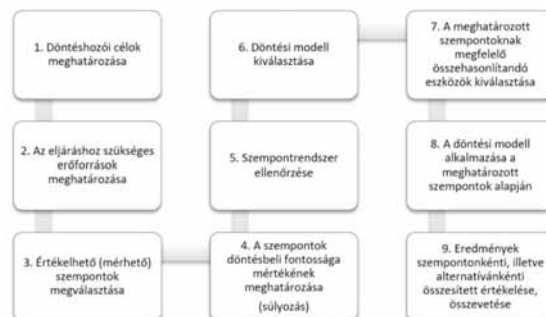 1. Döntéshozói célok
meghatározása
2. Az eljáráshoz szükséges
erőforrások
meghatározása
3. Értékelhető (mérhető)
szempontok
megválasztása
4. A szempontok
döntésbeli fontossága
mértékének
meghatározása
(súlyozás)
5. Szempontrendszer
ellenőrzése
6. Döntési modell
kiválasztása
7. A meghatározott
szempontoknak
megfelelő
összehasonlítandó
eszközök kiválasztása
8. A döntési modell
alkalmazása a
meghatározott
szempontok alapján
9. Eredmények
szempontonkénti, illetve
alternatívánkénti
összesített értékelése,
összevetése